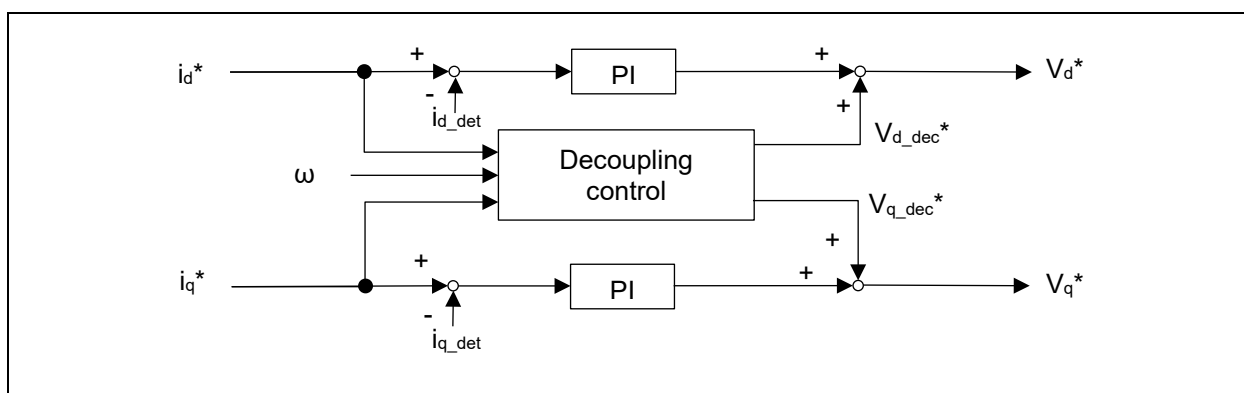 + +
id* PI Vd*
-
id_det +
Vd_dec*
Decoupling
ω control
Vq_dec*
+
+ +
iq* PI Vq*
-
iq_det